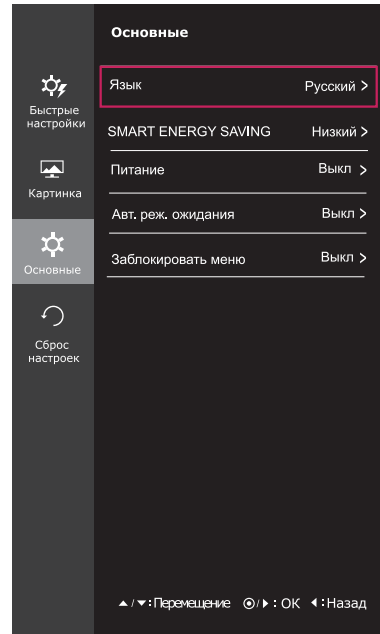 Основные
Быстрые
настройки
Картинка
Основные
Сброс
настроек
Язык Русский >
SMART ENERGY SAVING Низкий >
Питание Выкл >
Авт. реж. ожидания Выкл >
Заблокировать меню Выкл >
▲/▼:Перемещение ⊙/▶: OK ◀:Назад